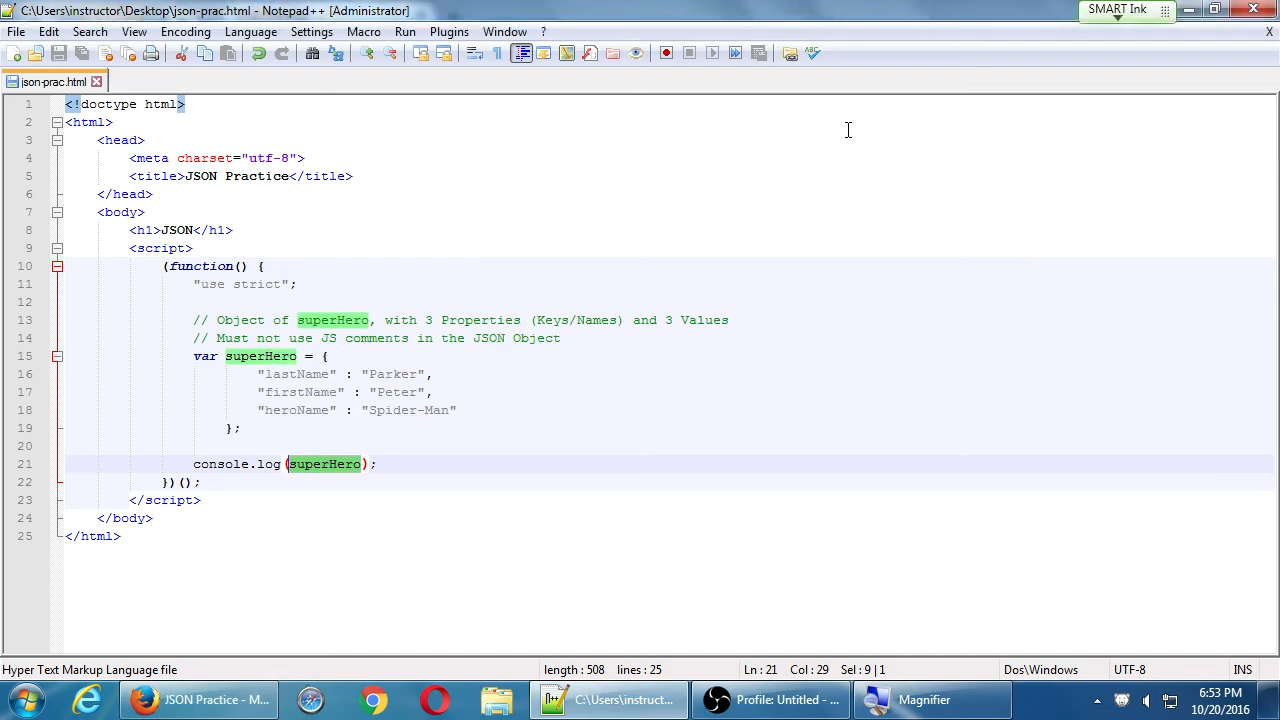 C:\Users\instructor\Desktop\json-prac.html - Notepad++ [Administrator]
SMART Ink
File Edit Search View Encoding Language Settings Macro Run Plugins Window ? X
json-prac.html
1 <!doctype html>
2 <html>
3 <head>
4 <meta charset="utf-8">
5 <title>JSON Practice</title>
6 </head>
7 <body>
8 <h1>JSON</h1>
9 <script>
10 (function() {
11 "use strict";
12
13 // Object of superHero, with 3 Properties (Keys/Names) and 3 Values
14 // Must not use JS comments in the JSON Object
15 var superHero = {
16 "lastName" : "Parker",
17 "firstName" : "Peter",
18 "heroName" : "Spider-Man"
19 };
20
21 console.log(superHero);
22 })();
23 </script>
24 </body>
25 </html>
Hyper Text Markup Language file length : 508 lines : 25 Ln : 21 Col : 29 Sel : 9 | 1 Dos\Windows UTF-8 INS
JSON Practice - M... C:\Users\instruct... Profile: Untitled - ... Magnifier 6:53 PM
10/20/2016